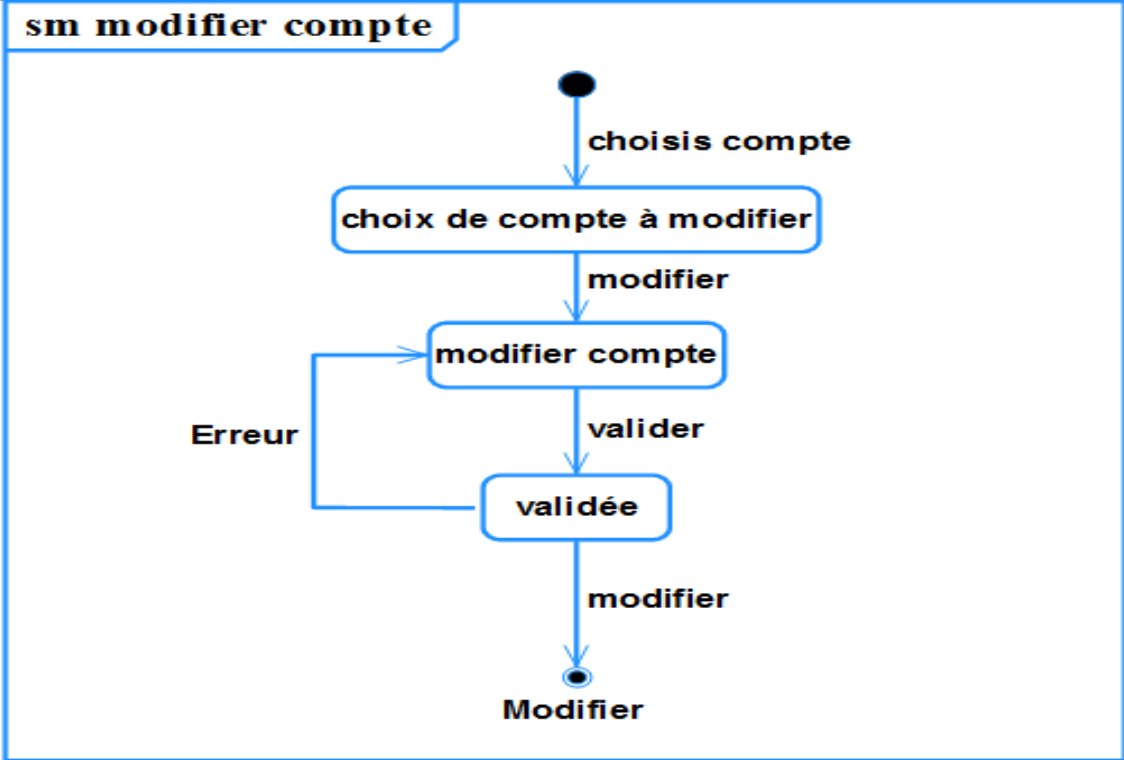 sm modifier compte
choisis compte
choix de compte à modifier
modifier
modifier compte
valider
Erreur
validée
modifier
Modifier